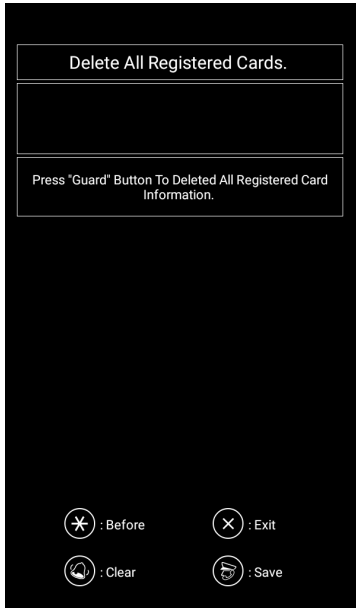 Delete All Registered Cards.
Press "Guard" Button To Deleted All Registered Card
Information.
: Before
: Exit
: Clear
: Save